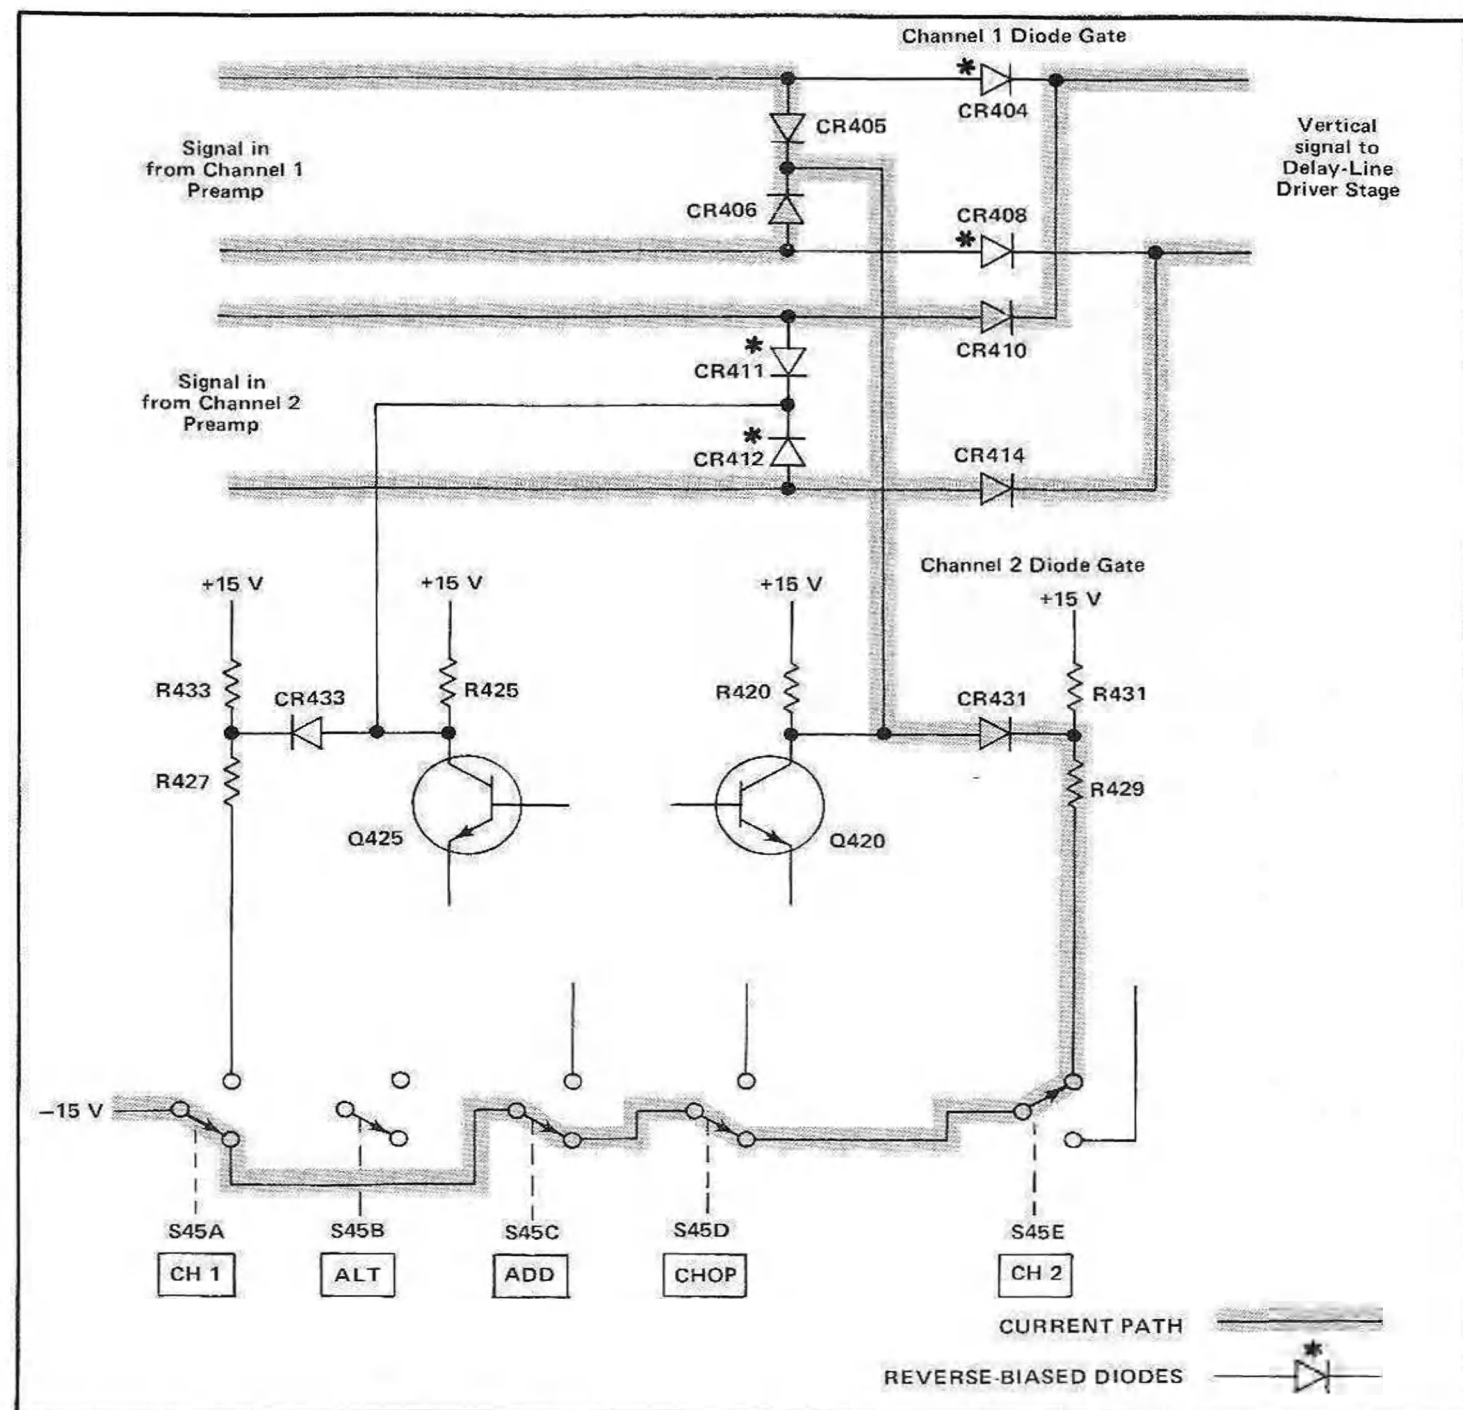 Channel 1 Diode Gate
*
CR404
CR405
Signal in
from Channel 1
Preamp
Vertical
signal to
Delay-Line
Driver Stage
CR406
CR408
*
CR410
*
CR411
Signal in
from Channel 2
Preamp
*
CR412
CR414
Channel 2 Diode Gate
+15 V
+15 V
+15 V
+15 V
R433
CR433
R425
R420
CR431
R431
R427
R429
Q425
Q420
−15 V
S45A
S45B
S45C
S45D
S45E
CH 1
ALT
ADD
CHOP
CH 2
CURRENT PATH
*
REVERSE-BIASED DIODES